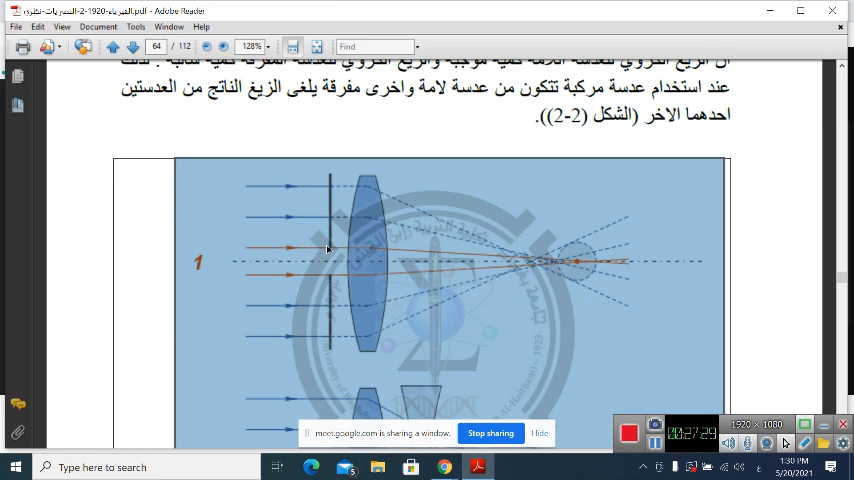 الفيزياء-1920-2-البصريات-نظري.pdf - Adobe Reader
File Edit View Document Tools Window Help
64 / 112 128% Find
ان الزيغ الكروي للعدسة اللامة كمية موجبة والزيغ الكروي للعدسة المفرقة كمية سالبة . لذلك
عند استخدام عدسة مركبة تتكون من عدسة لامة واخرى مفرقة يلغى الزيغ الناتج من العدستين
احدهما الاخر (الشكل (2-2)).
1
1923
meet.google.com is sharing a window. Stop sharing Hide
00:27:29
1920 × 1080
Type here to search
5
ع
1:30 PM
5/20/2021